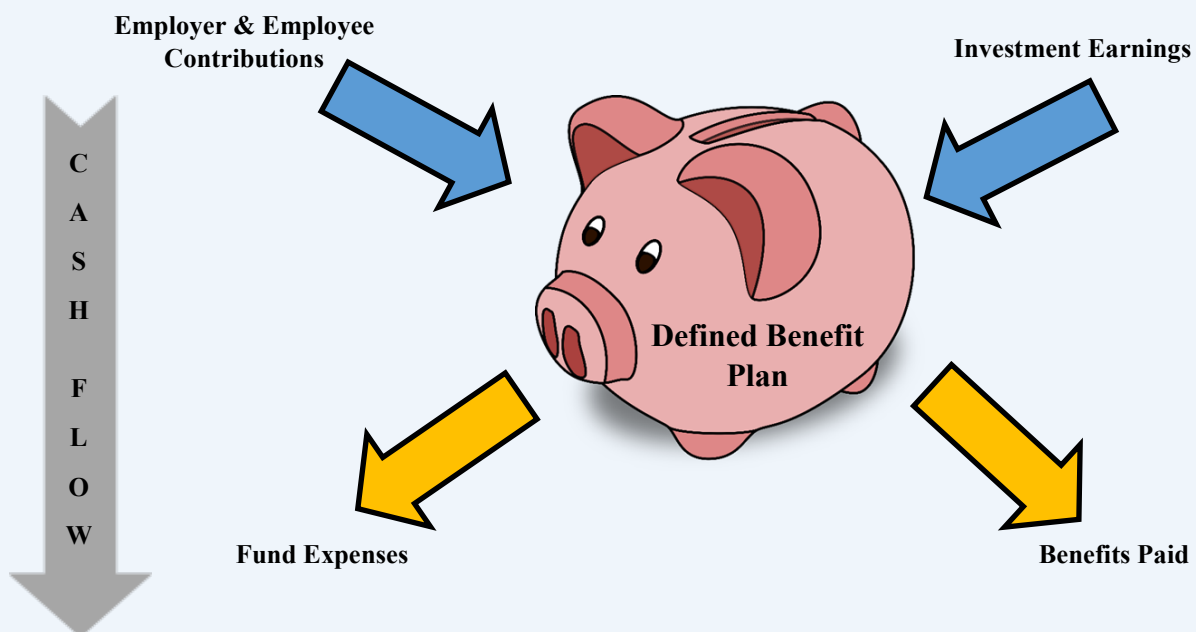 Employer & Employee
Contributions
Investment Earnings
C
A
S
H
F
L
O
W
Defined Benefit
Plan
Fund Expenses
Benefits Paid